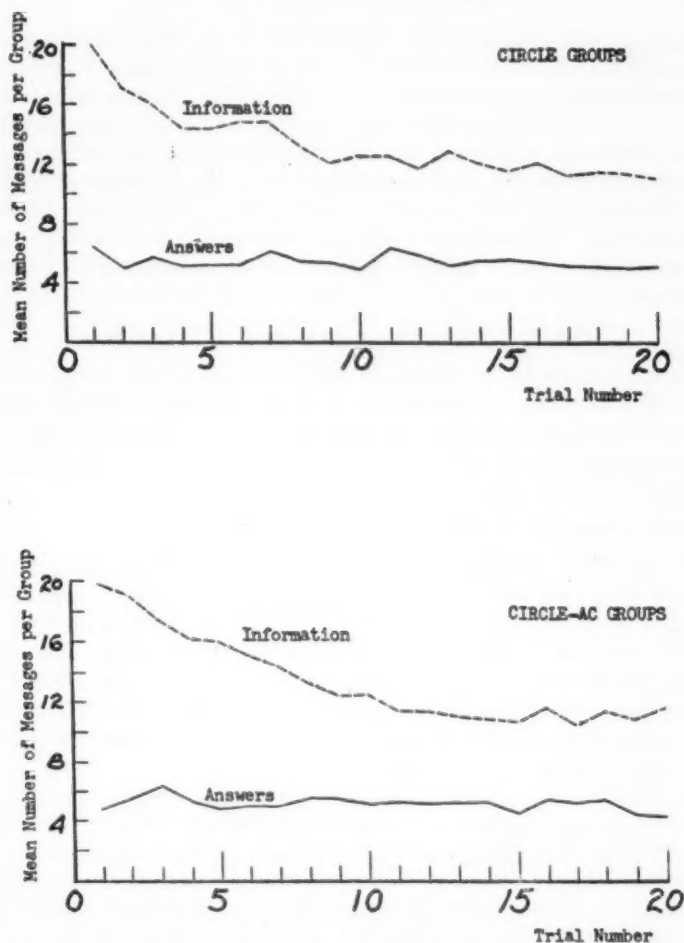 Mean Number of Messages per Group
20
16
12
8
4
CIRCLE GROUPS
Information
Answers
0 5 10 15 20
Trial Number
Mean Number of Messages per Group
20
16
12
8
4
CIRCLE-AC GROUPS
Information
Answers
0 5 10 15 20
Trial Number